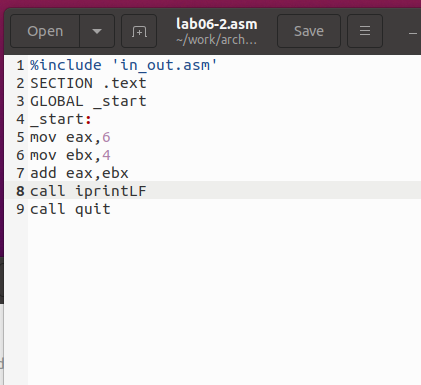 Open
lab06-2.asm
~/work/arch...
Save
1 %include 'in_out.asm'
2 SECTION .text
3 GLOBAL _start
4 _start:
5 mov eax,6
6 mov ebx,4
7 add eax,ebx
8 call iprintLF
9 call quit